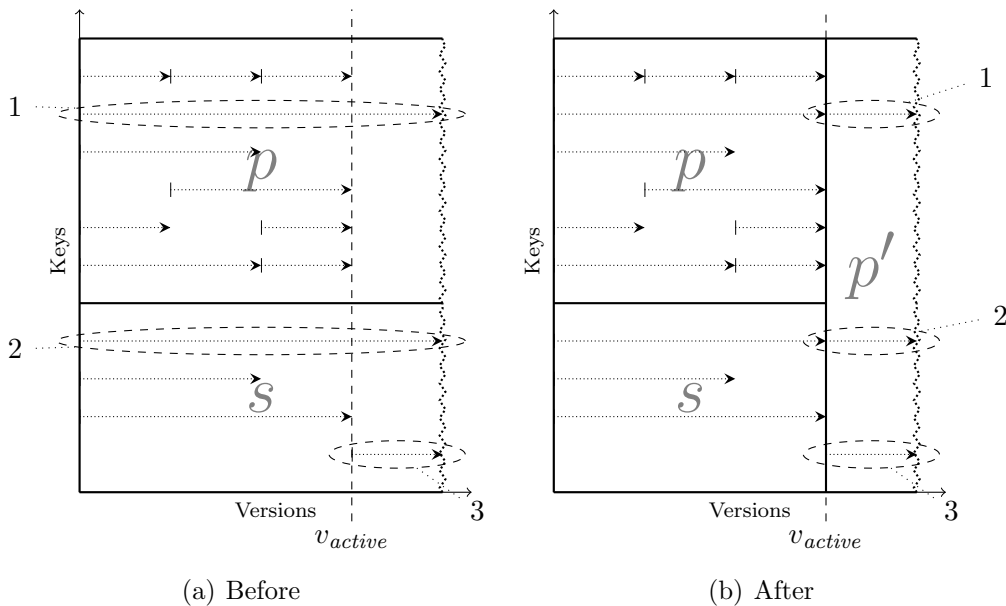 1
p
Keys
2
s
Versions
3
v_active
(a) Before
1
p
Keys
p′
2
s
Versions
3
v_active
(b) After